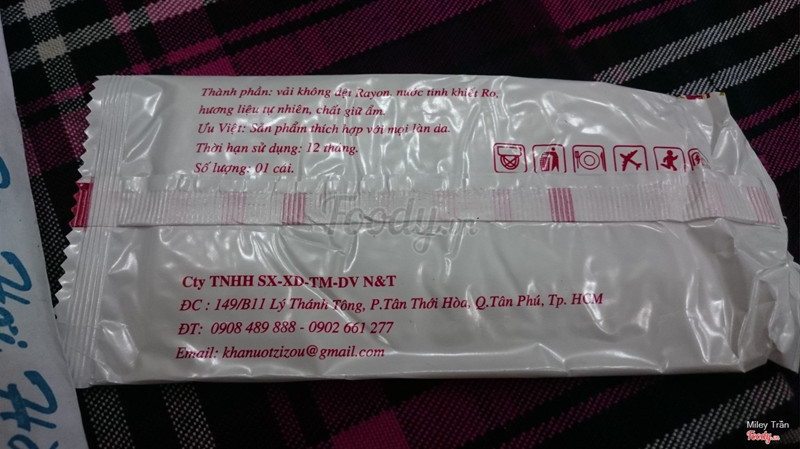 Thành phần: vải không dệt Rayon, nước tinh khiết Ro,
hương liệu tự nhiên, chất giữ ẩm.
Ưu Việt: Sản phẩm thích hợp với mọi làn da.
Thời hạn sử dụng: 12 tháng.
Số lượng: 01 cái.
Foody.vn
Cty TNHH SX-XD-TM-DV N&T
ĐC : 149/B11 Lý Thánh Tông, P.Tân Thới Hòa, Q.Tân Phú, Tp. HCM
ĐT: 0908 489 888 - 0902 661 277
Email: khanuotzizou@gmail.com
Miley Trần
Foody.vn